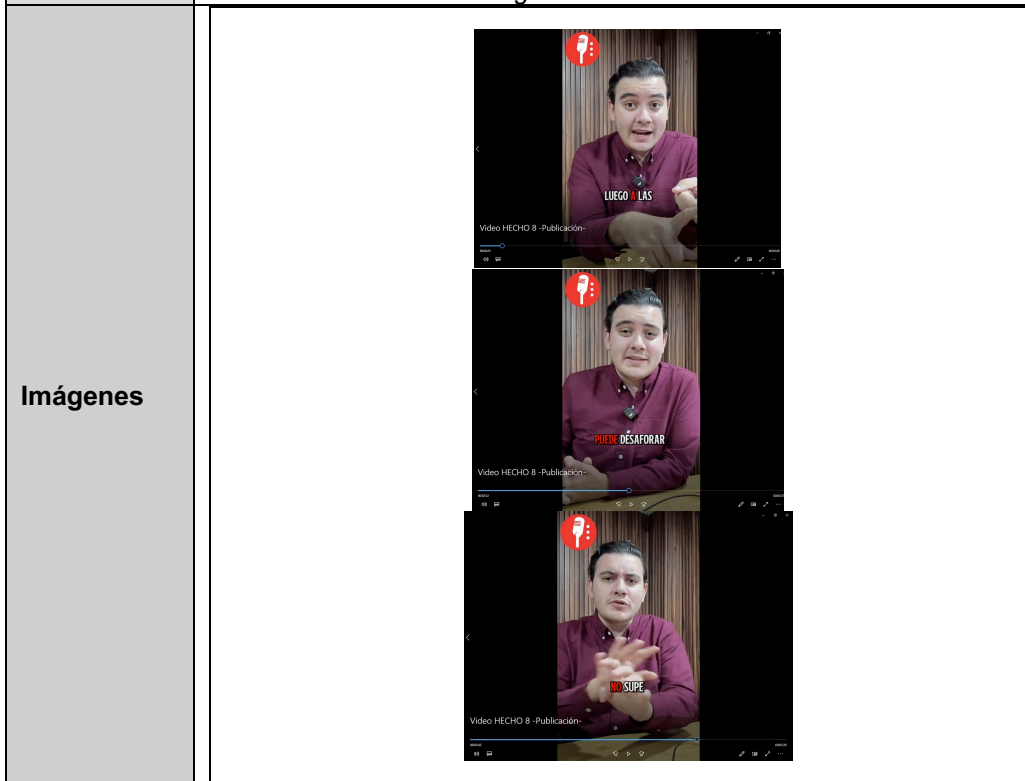 LUEGO A LAS
Video HECHO 8 -Publicación-
PUEDE DESAFORAR
Video HECHO 8 -Publicación-
Imágenes
NO SUPE
Video HECHO 8 -Publicación-